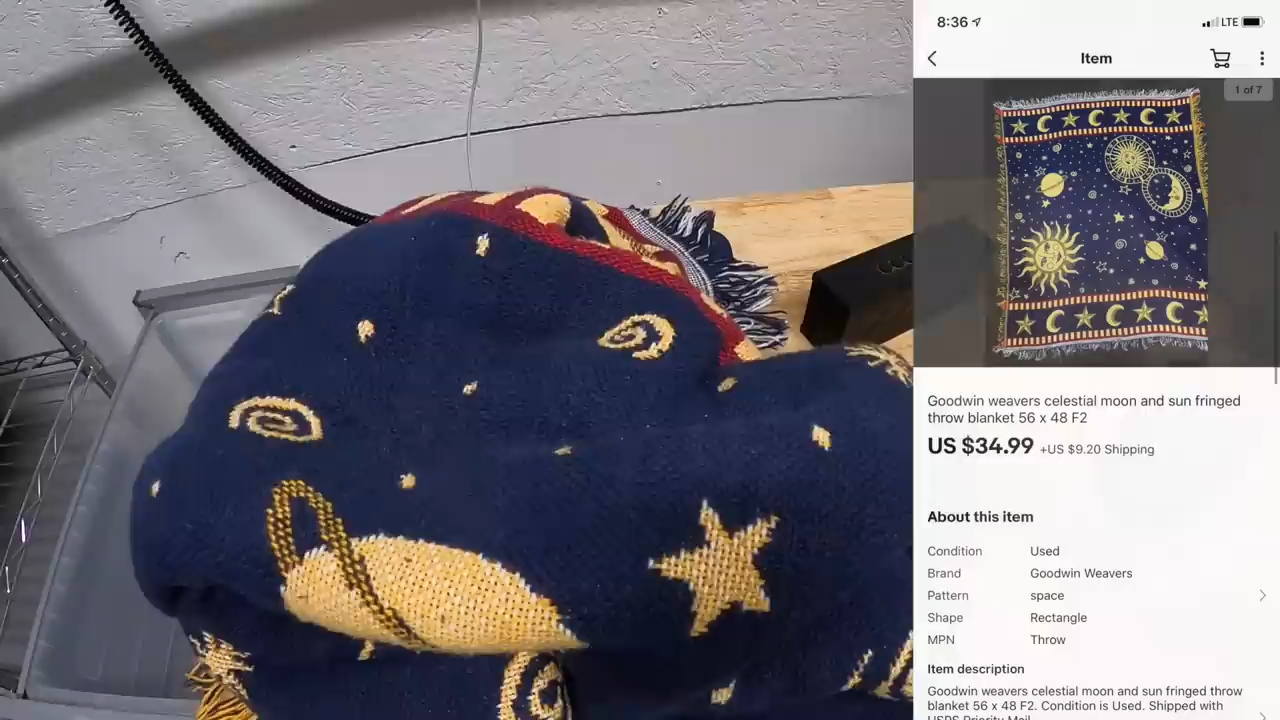 8:36
LTE
Item
1 of 7
Goodwin weavers celestial moon and sun fringed
throw blanket 56 x 48 F2
US $34.99 +US $9.20 Shipping
About this item
Condition Used
Brand Goodwin Weavers
Pattern space
Shape Rectangle
MPN Throw
Item description
Goodwin weavers celestial moon and sun fringed throw
blanket 56 x 48 F2. Condition is Used. Shipped with
USPS Priority Mail